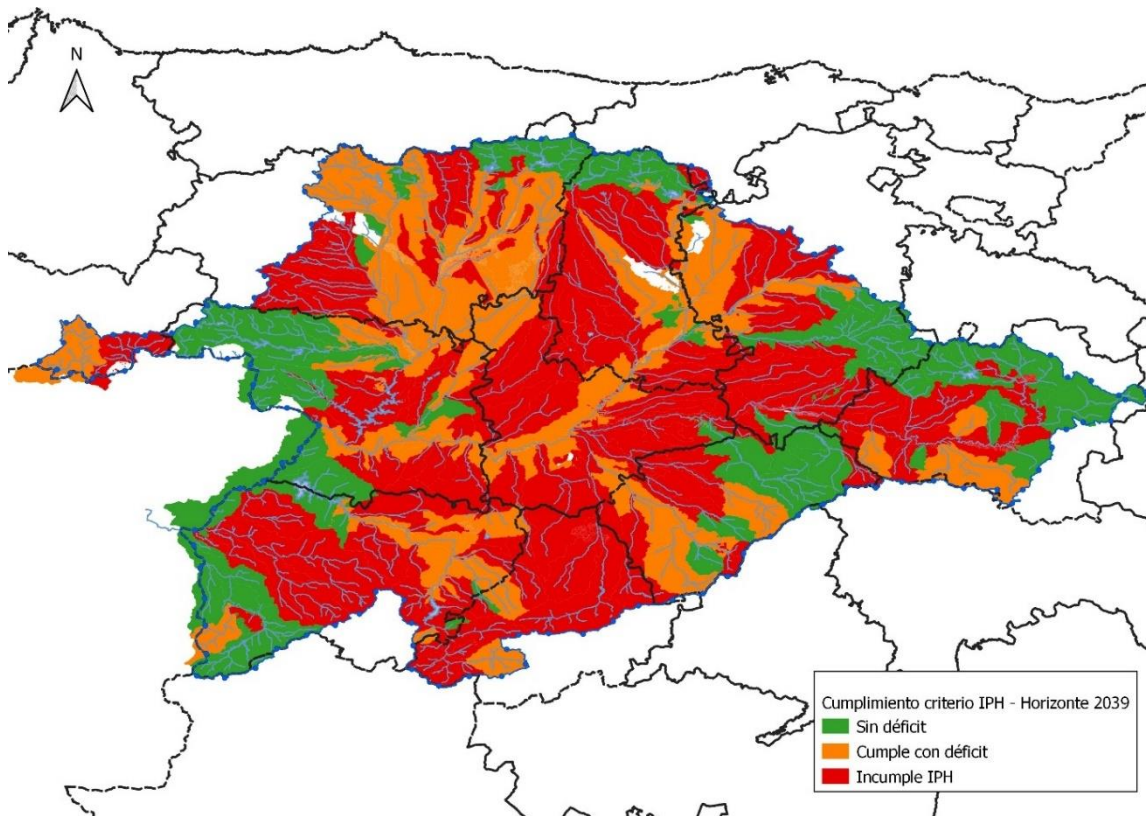 N
Cumplimiento criterio IPH - Horizonte 2039
Sin déficit
Cumple con déficit
Incumple IPH